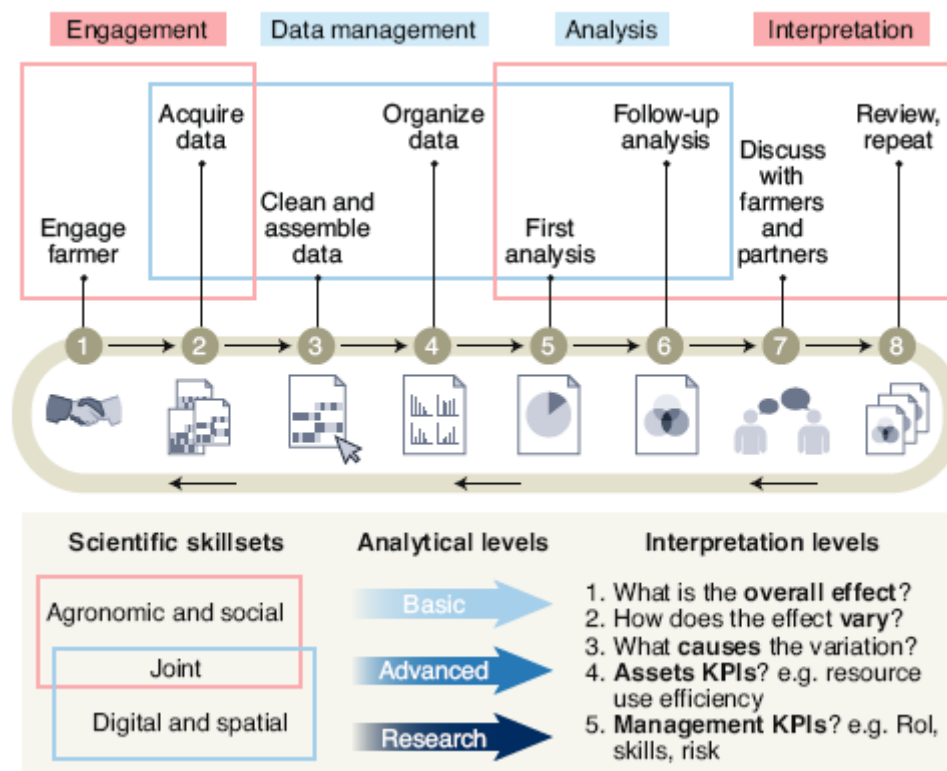 Engagement
Data management
Analysis
Interpretation
Acquire
data
Organize
data
Follow-up
analysis
Review,
repeat
Engage
farmer
Clean and
assemble
data
First
analysis
Discuss
with
farmers
and
partners
1
2
3
4
5
6
7
8
Scientific skillsets
Agronomic and social
Joint
Digital and spatial
Analytical levels
Basic
Advanced
Research
Interpretation levels
1. What is the overall effect?
2. How does the effect vary?
3. What causes the variation?
4. Assets KPIs? e.g. resource
use efficiency
5. Management KPIs? e.g. RoI,
skills, risk